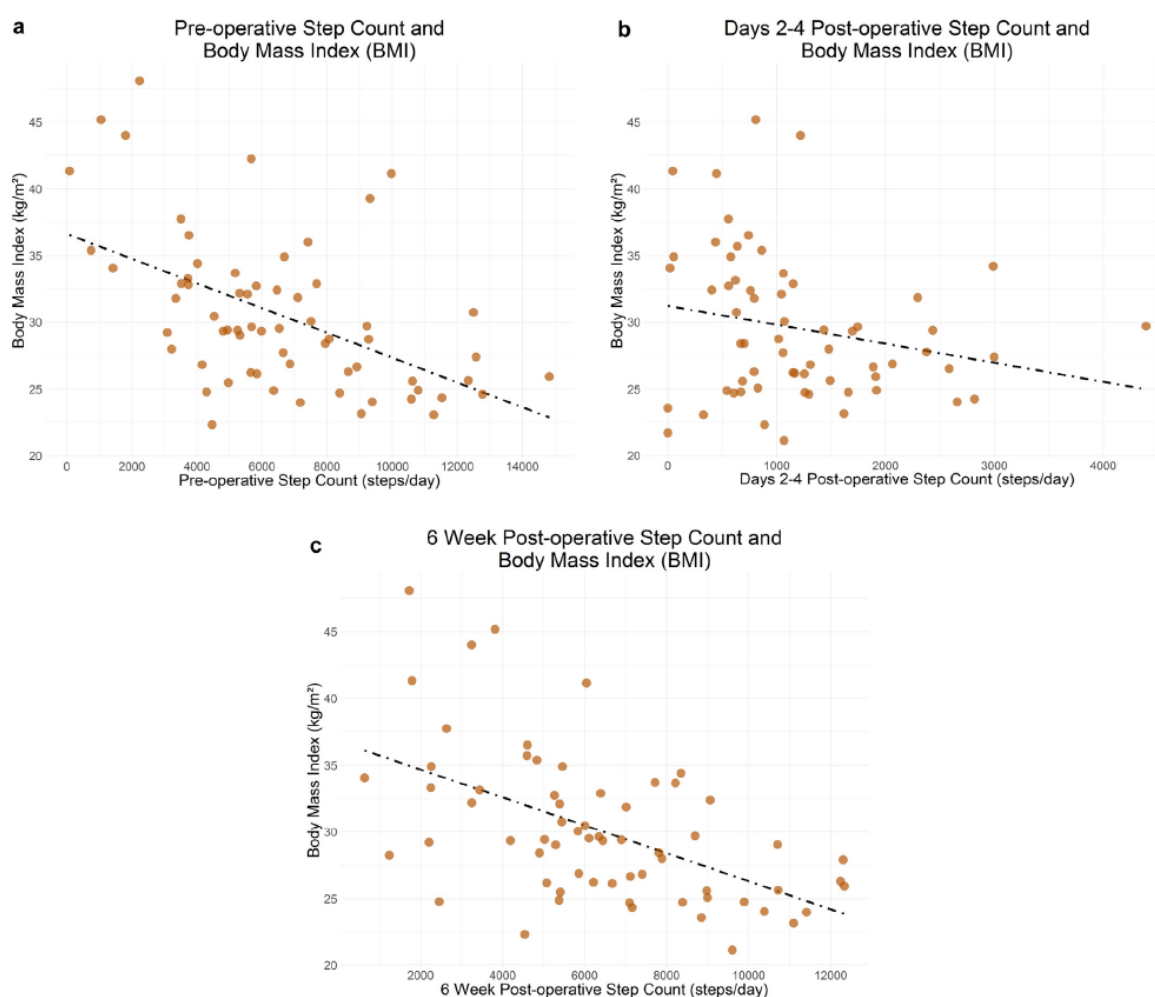 a
Pre-operative Step Count and
Body Mass Index (BMI)
Body Mass Index (kg/m²)
45
40
35
30
25
20
0 2000 4000 6000 8000 10000 12000 14000
Pre-operative Step Count (steps/day)
b
Days 2-4 Post-operative Step Count and
Body Mass Index (BMI)
Body Mass Index (kg/m²)
45
40
35
30
25
20
0 1000 2000 3000 4000
Days 2-4 Post-operative Step Count (steps/day)
c
6 Week Post-operative Step Count and
Body Mass Index (BMI)
Body Mass Index (kg/m²)
45
40
35
30
25
20
2000 4000 6000 8000 10000 12000
6 Week Post-operative Step Count (steps/day)